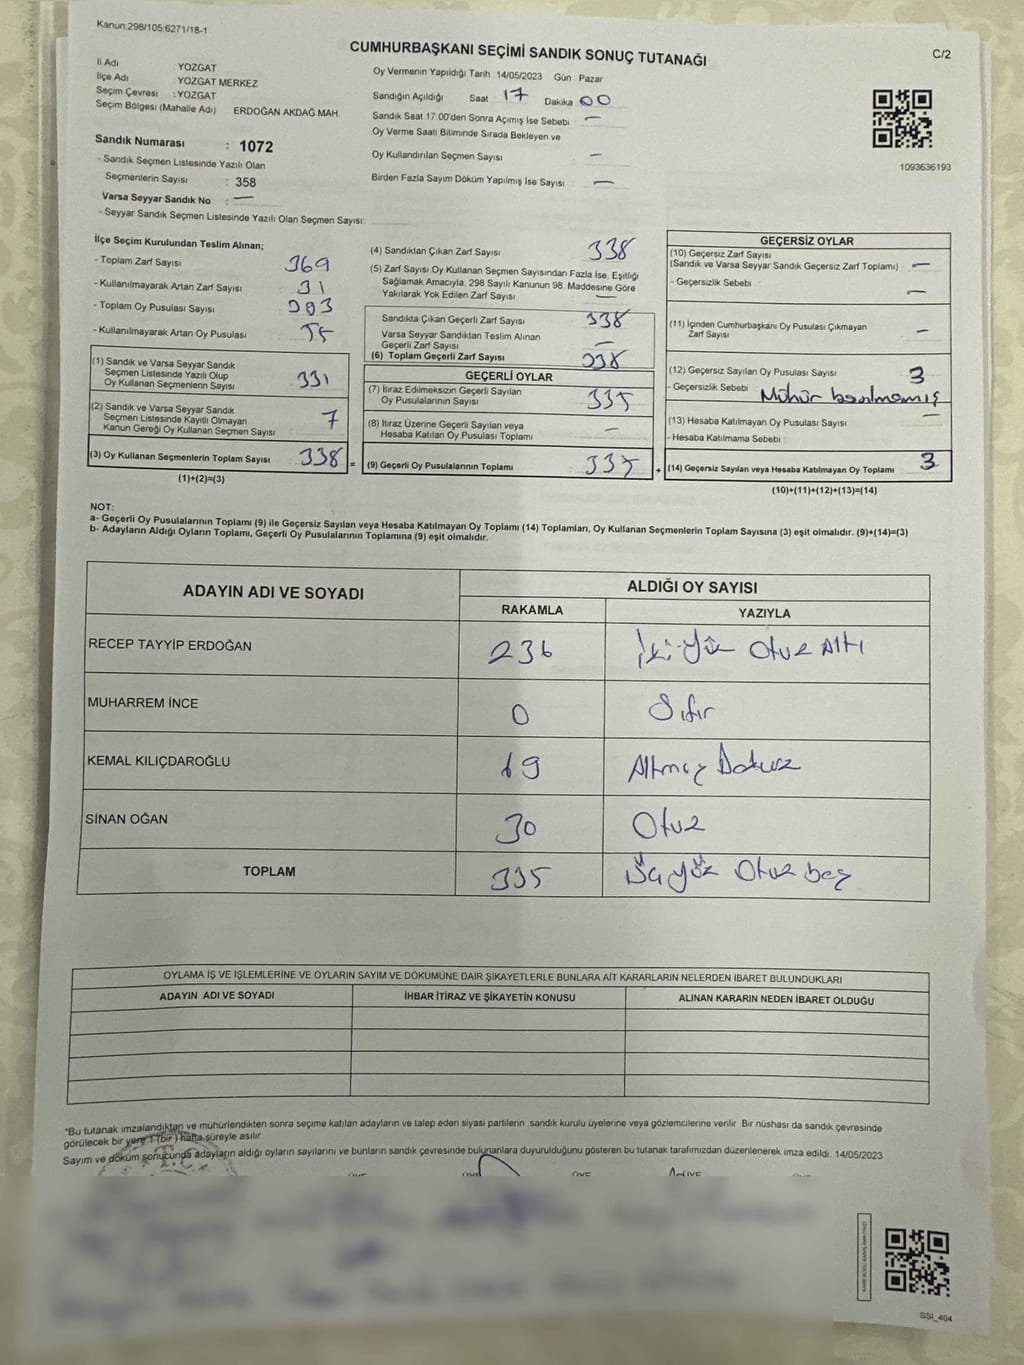 Kanun:298/105;6271/18-1
C/2
CUMHURBAŞKANI SEÇİMİ SANDIK SONUÇ TUTANAĞI
İl Adı YOZGAT
İlçe Adı YOZGAT MERKEZ
Seçim Çevresi : YOZGAT
Seçim Bölgesi (Mahalle Adı) ERDOĞAN AKDAĞ MAH
Sandık Numarası : 1072
- Sandık Seçmen Listesinde Yazılı Olan
Seçmenlerin Sayısı : 358
Varsa Seyyar Sandık No : —
- Seyyar Sandık Seçmen Listesinde Yazılı Olan Seçmen Sayısı:
Oy Vermenin Yapıldığı Tarih 14/05/2023 Gün Pazar
Sandığın Açıldığı Saat 17 Dakika 00
Sandık Saat 17.00'den Sonra Açımış İse Sebebi —
Oy Verme Saati Bitiminde Sırada Bekleyen ve
Oy Kullandırılan Seçmen Sayısı —
Birden Fazla Sayım Döküm Yapılmış İse Sayısı —
1093636193
İlçe Seçim Kurulundan Teslim Alınan;
- Toplam Zarf Sayısı 369
- Kullanılmayarak Artan Zarf Sayısı 31
- Toplam Oy Pusulası Sayısı 393
- Kullanılmayarak Artan Oy Pusulası 55
(1) Sandık ve Varsa Seyyar Sandık
Seçmen Listesinde Yazılı Olup
Oy Kullanan Seçmenlerin Sayısı 331
(2) Sandık ve Varsa Seyyar Sandık
Seçmen Listesinde Kayıtlı Olmayan
Kanun Gereği Oy Kullanan Seçmen Sayısı 7
(3) Oy Kullanan Seçmenlerin Toplam Sayısı 338 =
(1)+(2)=(3)
(4) Sandıktan Çıkan Zarf Sayısı 338
(5) Zarf Sayısı Oy Kullanan Seçmen Sayısından Fazla İse, Eşitliği
Sağlamak Amacıyla, 298 Sayılı Kanunun 98. Maddesine Göre
Yakılarak Yok Edilen Zarf Sayısı —
Sandıkta Çıkan Geçerli Zarf Sayısı 338
Varsa Seyyar Sandıktan Teslim Alınan
Geçerli Zarf Sayısı —
(6) Toplam Geçerli Zarf Sayısı 338
GEÇERLİ OYLAR
(7) İtiraz Edilmeksizin Geçerli Sayılan
Oy Pusulalarının Sayısı 335
(8) İtiraz Üzerine Geçerli Sayılan veya
Hesaba Katılan Oy Pusulası Toplamı —
(9) Geçerli Oy Pusulalarının Toplamı 335 +
GEÇERSİZ OYLAR
(10) Geçersiz Zarf Sayısı
(Sandık ve Varsa Seyyar Sandık Geçersiz Zarf Toplamı) —
- Geçersizlik Sebebi —
(11) İçinden Cumhurbaşkanı Oy Pusulası Çıkmayan
Zarf Sayısı —
(12) Geçersiz Sayılan Oy Pusulası Sayısı 3
- Geçersizlik Sebebi Mühür basılmamış
(13) Hesaba Katılmayan Oy Pusulası Sayısı —
- Hesaba Katılmama Sebebi
(14) Geçersiz Sayılan veya Hesaba Katılmayan Oy Toplamı 3
(10)+(11)+(12)+(13)=(14)
NOT:
a- Geçerli Oy Pusulalarının Toplamı (9) ile Geçersiz Sayılan veya Hesaba Katılmayan Oy Toplamı (14) Toplamları, Oy Kullanan Seçmenlerin Toplam Sayısına (3) eşit olmalıdır. (9)+(14)=(3)
b- Adayların Aldığı Oyların Toplamı, Geçerli Oy Pusulalarının Toplamına (9) eşit olmalıdır.
ADAYIN ADI VE SOYADI ALDIĞI OY SAYISI
RAKAMLA YAZIYLA
RECEP TAYYİP ERDOĞAN 236 İki Yüz Otuz Altı
MUHARREM İNCE 0 Sıfır
KEMAL KILIÇDAROĞLU 69 Altmış Dokuz
SİNAN OĞAN 30 Otuz
TOPLAM 335 Üç yüz Otuz beş
OYLAMA İŞ VE İŞLEMLERİNE VE OYLARIN SAYIM VE DÖKÜMÜNE DAİR ŞİKAYETLERLE BUNLARA AİT KARARLARIN NELERDEN İBARET BULUNDUKLARI
ADAYIN ADI VE SOYADI İHBAR İTİRAZ VE ŞİKAYETİN KONUSU ALINAN KARARIN NEDEN İBARET OLDUĞU
*Bu tutanak imzalandıktan ve mühürlendikten sonra seçime katılan adayların ve talep eden siyasi partilerin sandık kurulu üyelerine veya gözlemcilerine verilir. Bir nüshası da sandık çevresinde
görülecek bir yere 1 (bir) hafta süreyle asılır.
Sayım ve döküm sonucunda adayların aldığı oyların sayılarını ve bunların sandık çevresinde bulunanlara duyurulduğunu gösteren bu tutanak tarafımızdan düzenlenerek imza edildi. 14/05/2023
T.C.
SSİ_404